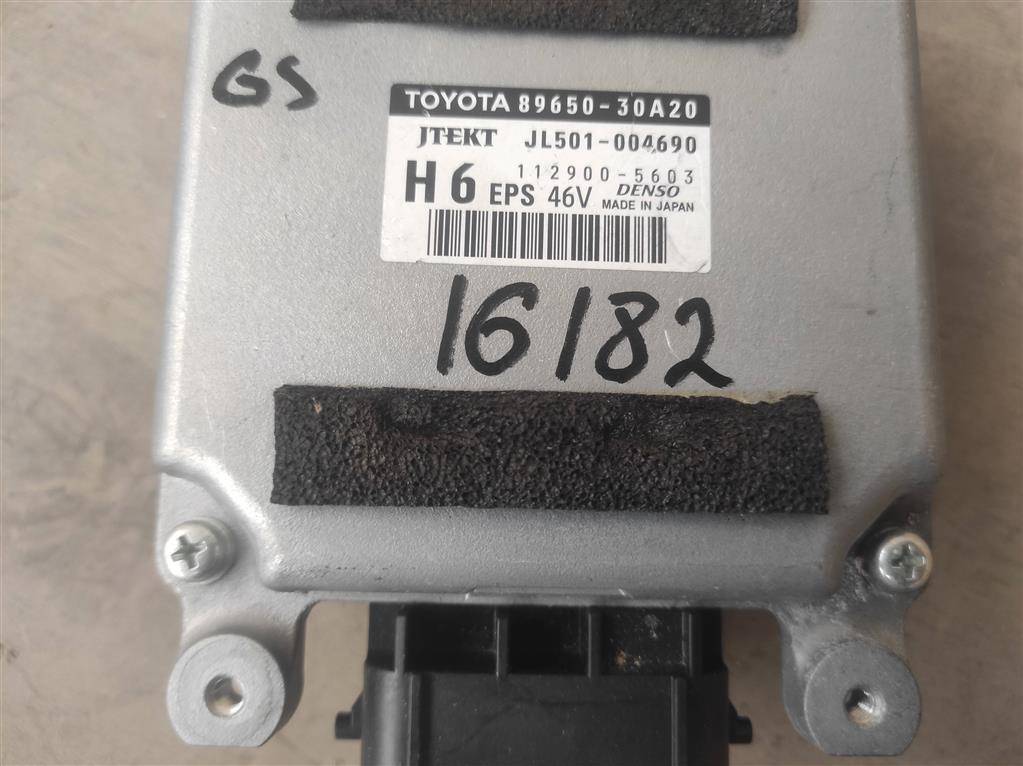 GS
TOYOTA 89650-30A20
JTEKT JL501-004690
112900-5603
H6 EPS 46V DENSO
MADE IN JAPAN
16182